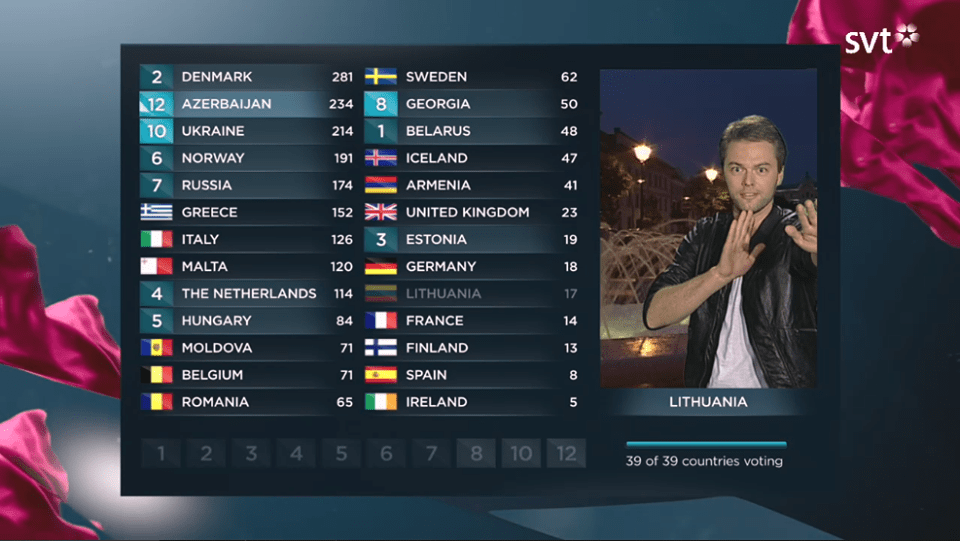 svt
2 DENMARK 281
12 AZERBAIJAN 234
10 UKRAINE 214
6 NORWAY 191
7 RUSSIA 174
GREECE 152
ITALY 126
MALTA 120
4 THE NETHERLANDS 114
5 HUNGARY 84
MOLDOVA 71
BELGIUM 71
ROMANIA 65
SWEDEN 62
8 GEORGIA 50
1 BELARUS 48
ICELAND 47
ARMENIA 41
UNITED KINGDOM 23
3 ESTONIA 19
GERMANY 18
LITHUANIA 17
FRANCE 14
FINLAND 13
SPAIN 8
IRELAND 5
LITHUANIA
1 2 3 4 5 6 7 8 10 12
39 of 39 countries voting